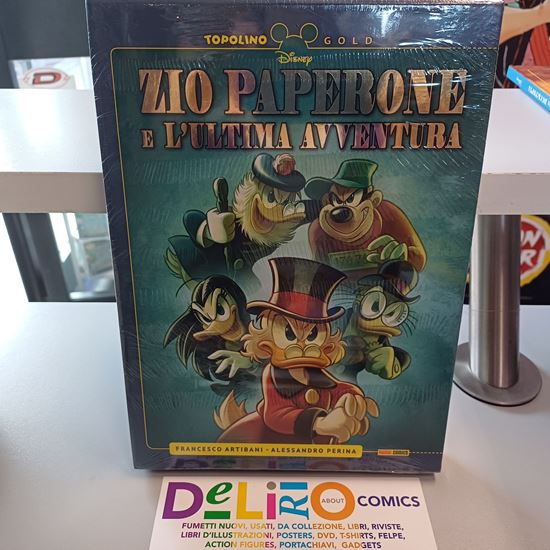 TOPOLINO GOLD
DISNEY
ZIO PAPERONE
E L'ULTIMA AVVENTURA
FRANCESCO ARTIBANI - ALESSANDRO PERINA
PANINI COMICS
DeLiRiO ABOUT COMICS
FUMETTI NUOVI, USATI, DA COLLEZIONE, LIBRI, RIVISTE,
LIBRI D'ILLUSTRAZIONI, POSTERS, DVD, T-SHIRTS, FELPE,
ACTION FIGURES, PORTACHIAVI, GADGETS